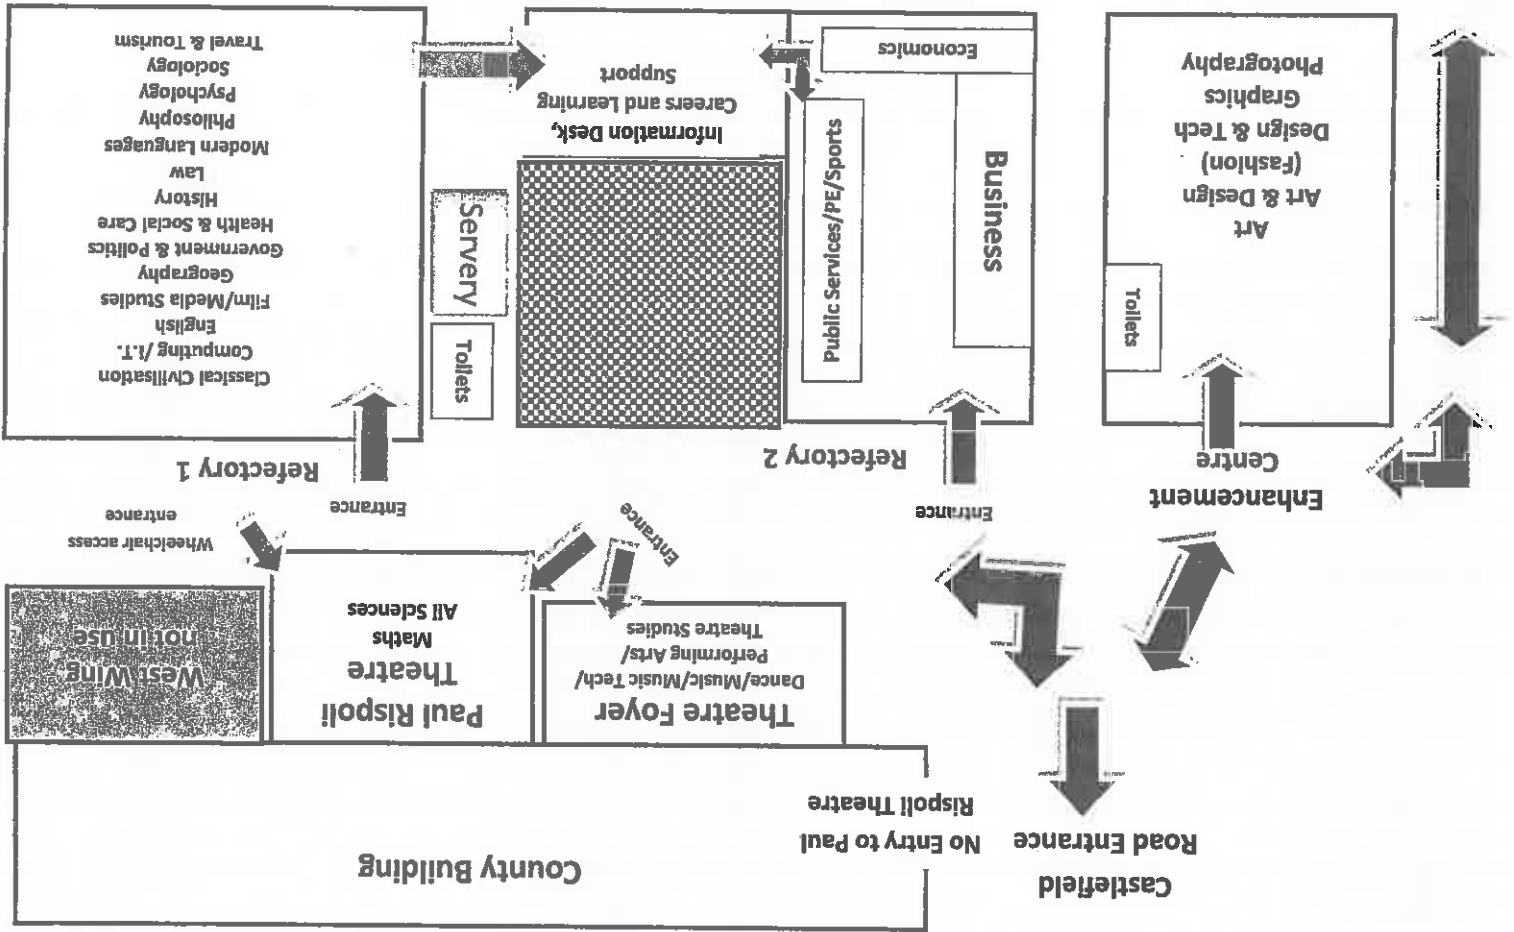 Castlefield
Road Entrance
No Entry to Paul
Rispoli Theatre
County Building
Theatre Foyer
Dance/Music/Music Tech/
Performing Arts/
Theatre Studies
Paul Rispoli
Theatre
Maths
All Sciences
West Wing
not in use
Entrance
Wheelchair access
entrance
Enhancement
Centre
Entrance
Refectory 2
Entrance
Refectory 1
Toilets
Art
Art & Design
(Fashion)
Design & Tech
Graphics
Photography
Business
Public Services/PE/Sports
Economics
Information Desk,
Careers and Learning
Support
Toilets
Servery
Classical Civilisation
Computing /I.T.
English
Film/Media Studies
Geography
Government & Politics
Health & Social Care
History
Law
Modern Languages
Philosophy
Psychology
Sociology
Travel & Tourism